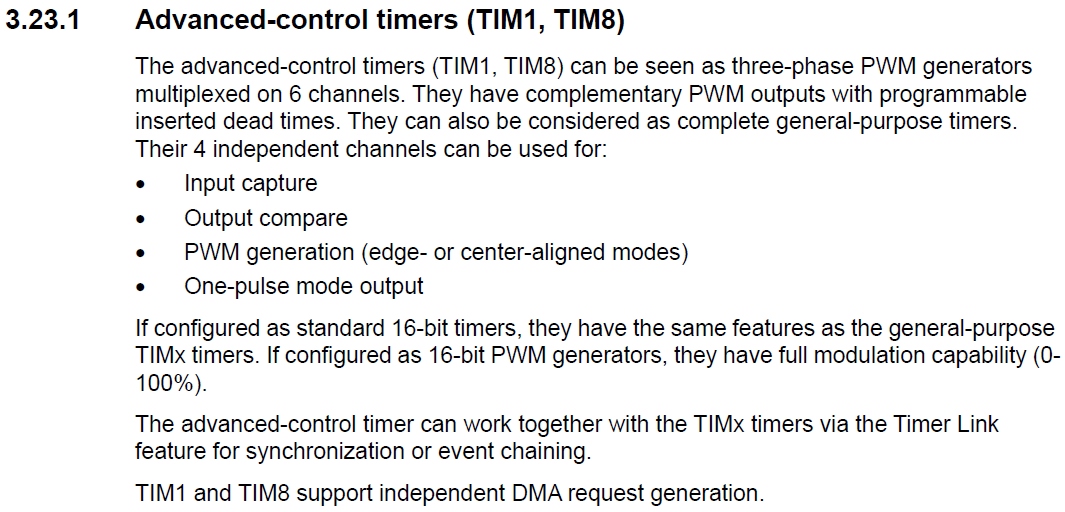 3.23.1 Advanced-control timers (TIM1, TIM8)
The advanced-control timers (TIM1, TIM8) can be seen as three-phase PWM generators
multiplexed on 6 channels. They have complementary PWM outputs with programmable
inserted dead times. They can also be considered as complete general-purpose timers.
Their 4 independent channels can be used for:
• Input capture
• Output compare
• PWM generation (edge- or center-aligned modes)
• One-pulse mode output
If configured as standard 16-bit timers, they have the same features as the general-purpose
TIMx timers. If configured as 16-bit PWM generators, they have full modulation capability (0-
100%).
The advanced-control timer can work together with the TIMx timers via the Timer Link
feature for synchronization or event chaining.
TIM1 and TIM8 support independent DMA request generation.